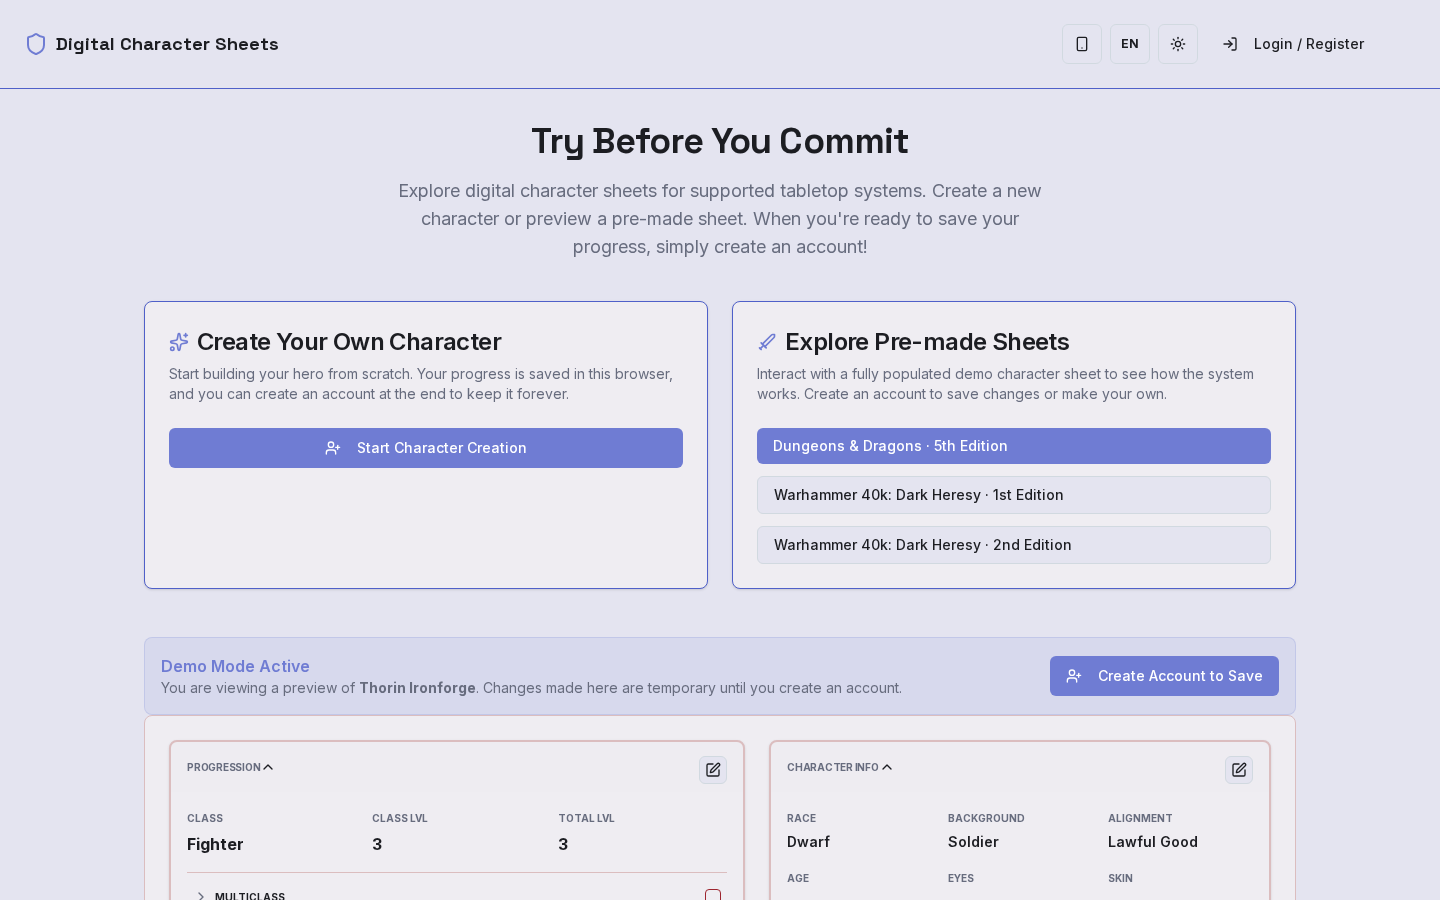 Digital Character Sheets
EN
Login / Register
Try Before You Commit
Explore digital character sheets for supported tabletop systems. Create a new
character or preview a pre-made sheet. When you're ready to save your
progress, simply create an account!
Create Your Own Character
Start building your hero from scratch. Your progress is saved in this browser,
and you can create an account at the end to keep it forever.
Start Character Creation
Explore Pre-made Sheets
Interact with a fully populated demo character sheet to see how the system
works. Create an account to save changes or make your own.
Dungeons & Dragons · 5th Edition
Warhammer 40k: Dark Heresy · 1st Edition
Warhammer 40k: Dark Heresy · 2nd Edition
Demo Mode Active
You are viewing a preview of Thorin Ironforge. Changes made here are temporary until you create an account.
Create Account to Save
PROGRESSION
CLASS CLASS LVL TOTAL LVL
Fighter 3 3
MULTICLASS
CHARACTER INFO
RACE BACKGROUND ALIGNMENT
Dwarf Soldier Lawful Good
AGE EYES SKIN